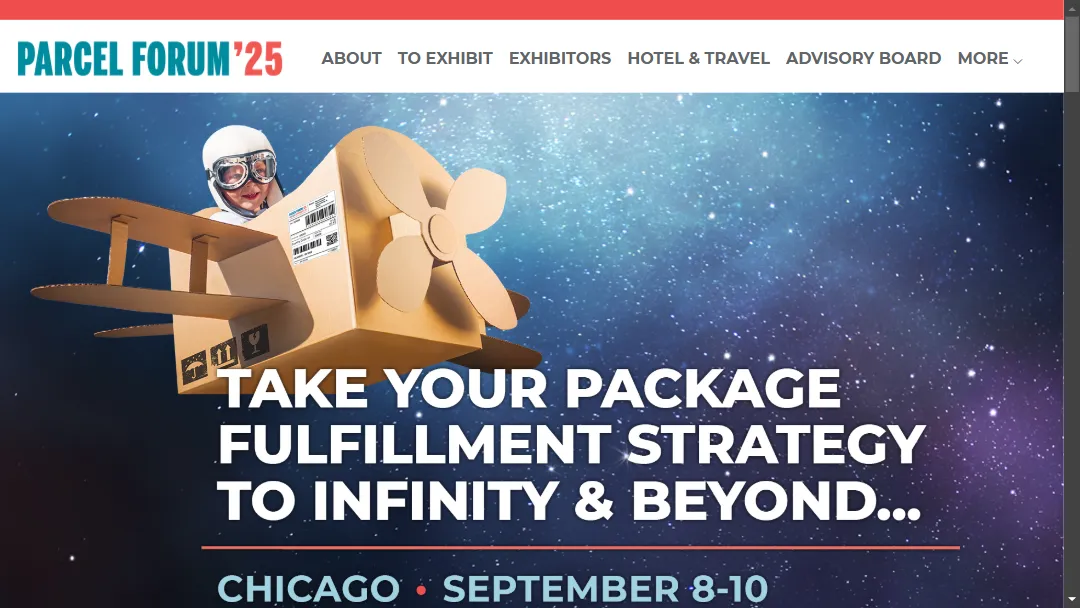 PARCEL FORUM '25
ABOUT
TO EXHIBIT
EXHIBITORS
HOTEL & TRAVEL
ADVISORY BOARD
MORE
TAKE YOUR PACKAGE
FULFILLMENT STRATEGY
TO INFINITY & BEYOND...
CHICAGO • SEPTEMBER 8-10